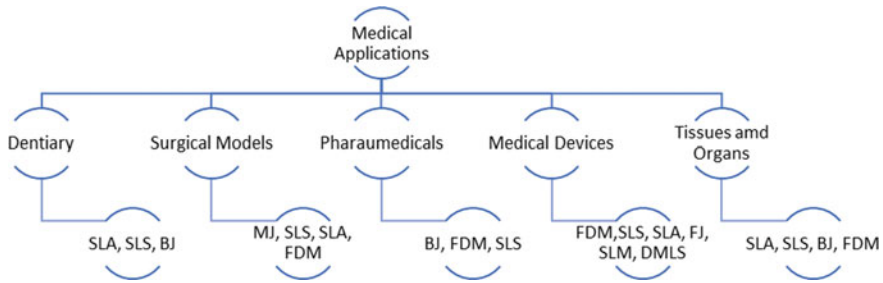 Medical
Applications
Dentiary
Surgical Models
Pharaumedicals
Medical Devices
Tissues amd
Organs
SLA, SLS, BJ
MJ, SLS, SLA,
FDM
BJ, FDM, SLS
FDM,SLS, SLA, FJ,
SLM, DMLS
SLA, SLS, BJ, FDM